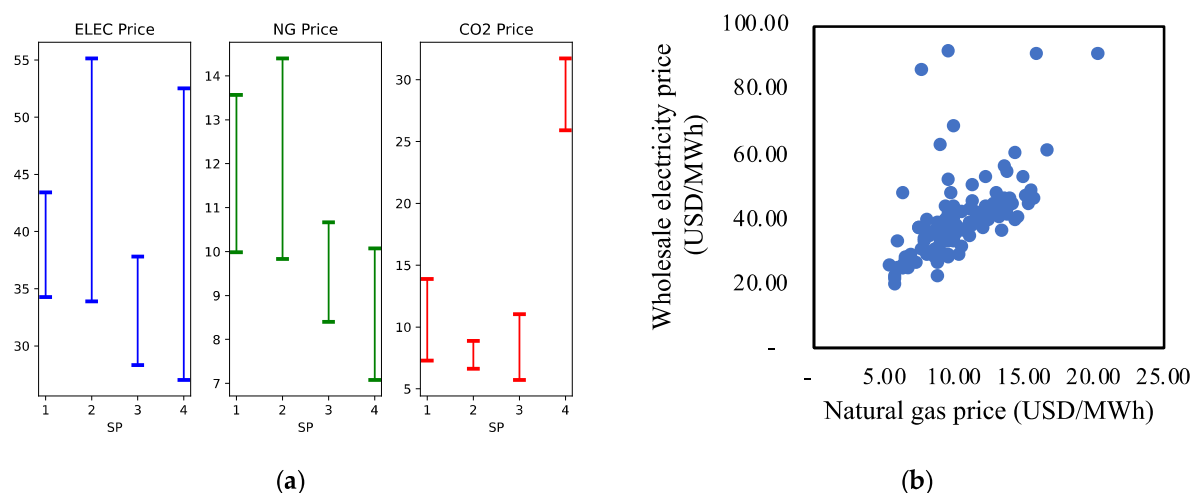 ELEC Price
55
50
45
40
35
30
1 2 3 4
SP
NG Price
14
13
12
11
10
9
8
7
1 2 3 4
SP
CO2 Price
30
25
20
15
10
5
1 2 3 4
SP
(a)
Wholesale electricity price
(USD/MWh)
100.00
80.00
60.00
40.00
20.00
-
- 5.00 10.00 15.00 20.00 25.00
Natural gas price (USD/MWh)
(b)